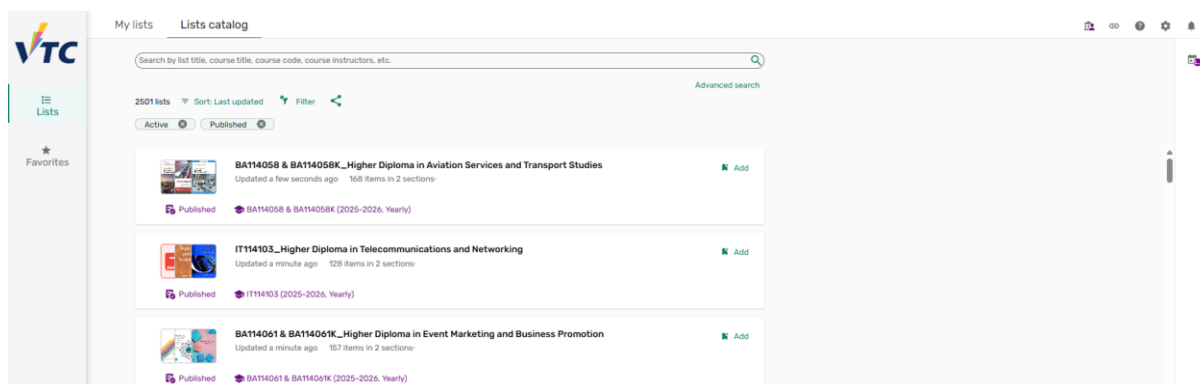 VTC
My lists Lists catalog
Search by list title, course title, course code, course instructors, etc.
Advanced search
2501 lists Sort: Last updated Filter
Active Published
Lists
Favorites
BA114058 & BA114058K_Higher Diploma in Aviation Services and Transport Studies
Updated a few seconds ago 168 items in 2 sections·
Add
Published BA114058 & BA114058K (2025-2026, Yearly)
IT114103_Higher Diploma in Telecommunications and Networking
Updated a minute ago 128 items in 2 sections·
Add
Published IT114103 (2025-2026, Yearly)
BA114061 & BA114061K_Higher Diploma in Event Marketing and Business Promotion
Updated a minute ago 157 items in 2 sections·
Add
Published BA114061 & BA114061K (2025-2026, Yearly)